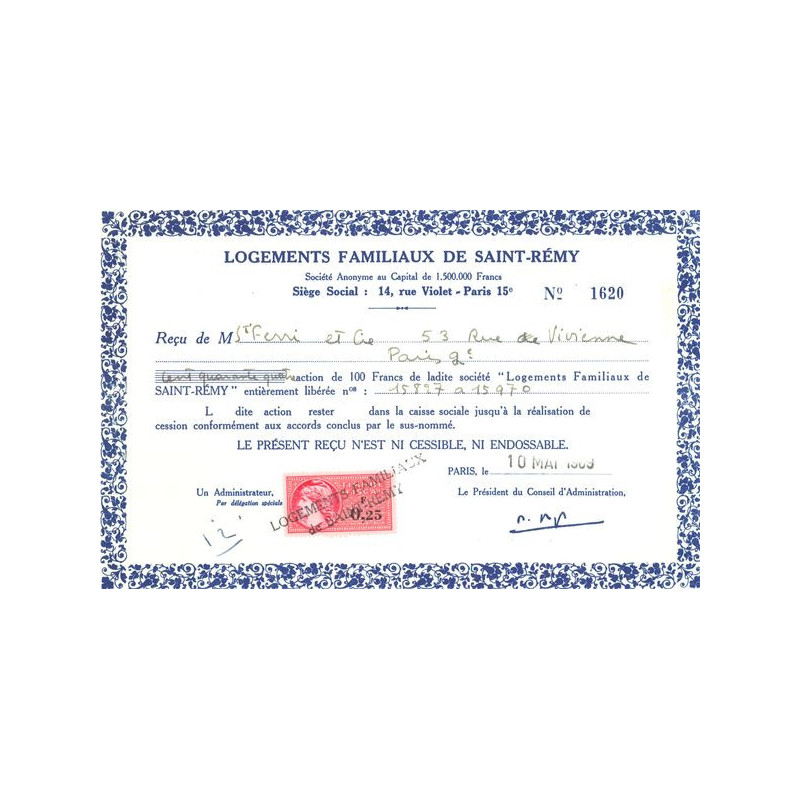 LOGEMENTS FAMILIAUX DE SAINT-RÉMY
Société Anonyme au Capital de 1.500.000 Francs
Siège Social : 14, rue Violet - Paris 15e
No 1620
Reçu de M St Ferri et Cie 53 Rue de Vivienne
Paris 2e
Cent quarante quatre action de 100 Francs de ladite société "Logements Familiaux de
SAINT-RÉMY" entièrement libérée nos : 15827 a 15970
L dite action rester dans la caisse sociale jusqu'à la réalisation de
cession conformément aux accords conclus par le sus-nommé.
LE PRÉSENT REÇU N'EST NI CESSIBLE, NI ENDOSSABLE.
PARIS, le 10 MAI
Un Administrateur,
Par délégation spéciale
Le Président du Conseil d'Administration,
LOGEMENTS FAMILIAUX
de SAINT-RÉMY
0,25